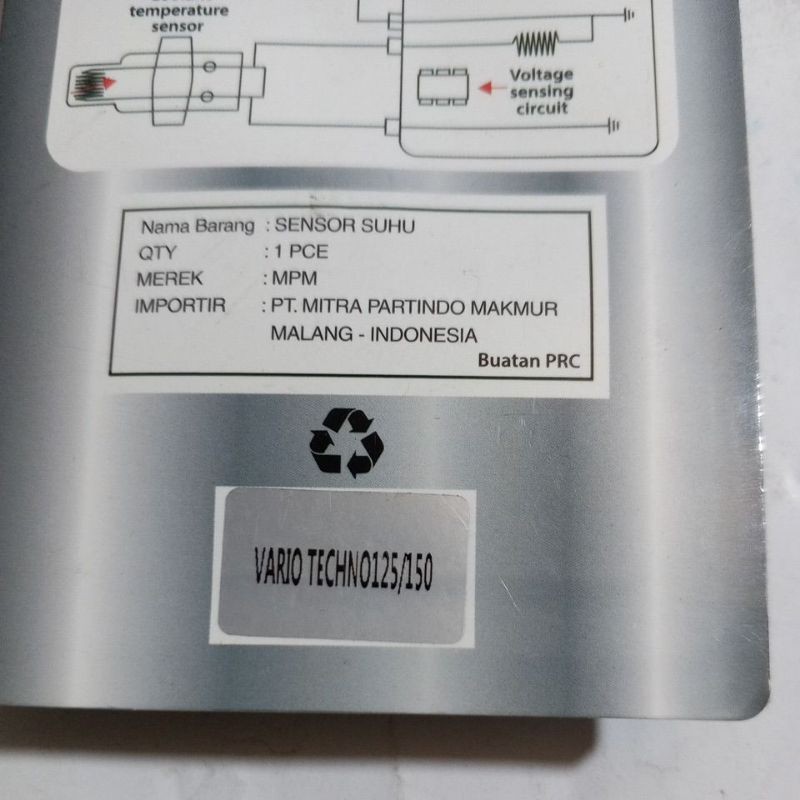 temperature
sensor
Voltage
sensing
circuit
Nama Barang : SENSOR SUHU
QTY : 1 PCE
MEREK : MPM
IMPORTIR : PT. MITRA PARTINDO MAKMUR
MALANG - INDONESIA
Buatan PRC
VARIO TECHNO125/150